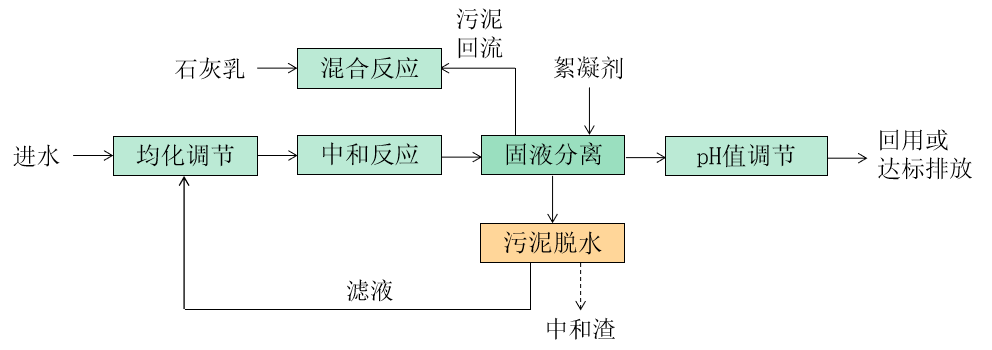 污泥
回流
石灰乳
混合反应
絮凝剂
进水
均化调节
中和反应
固液分离
pH值调节
回用或
达标排放
污泥脱水
滤液
中和渣